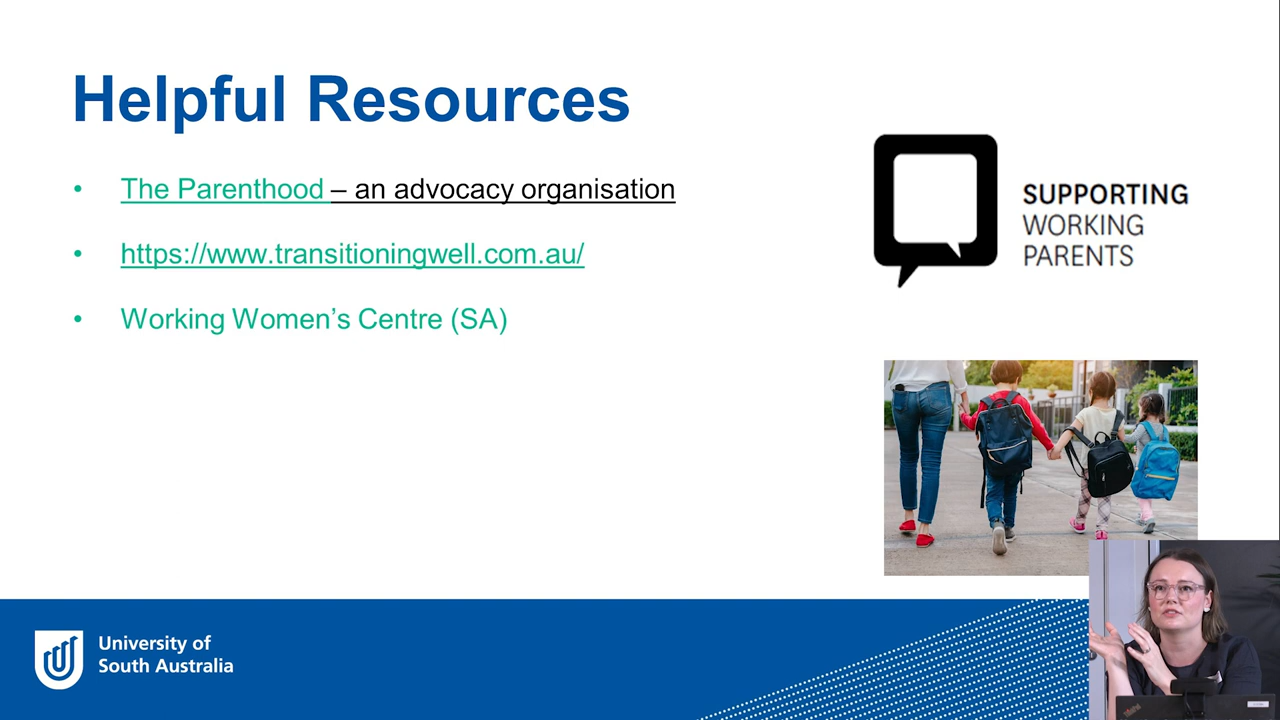 Helpful Resources
• The Parenthood – an advocacy organisation
• https://www.transitioningwell.com.au/
• Working Women’s Centre (SA)
SUPPORTING
WORKING
PARENTS
University of
South Australia